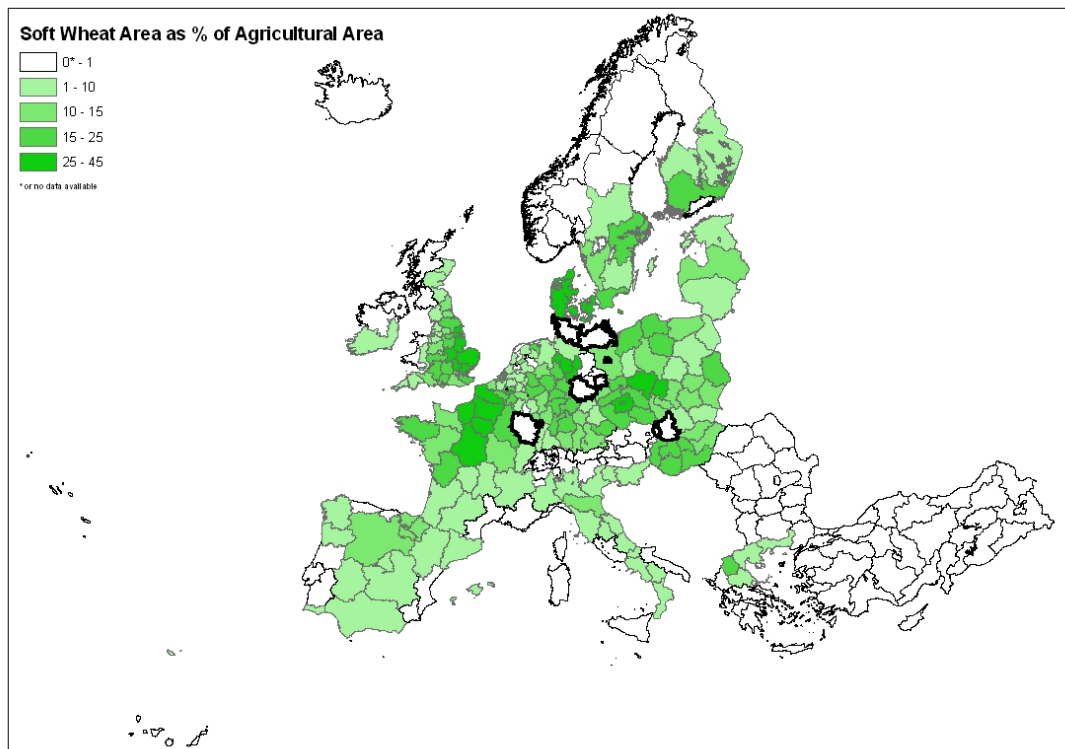 Soft Wheat Area as % of Agricultural Area
0* - 1
1 - 10
10 - 15
15 - 25
25 - 45
* or no data available